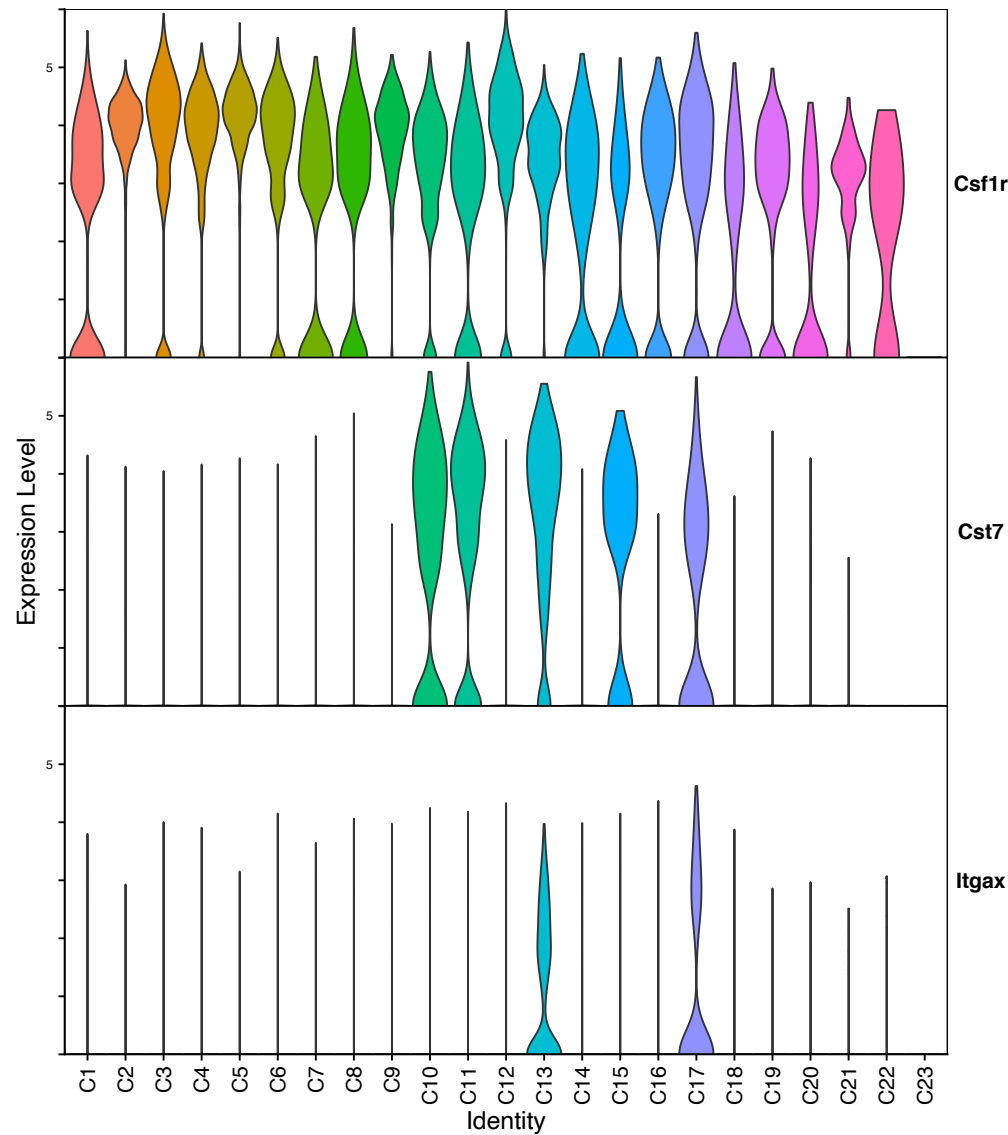 5
Csf1r
5
Cst7
Expression Level
5
Itgax
C1 C2 C3 C4 C5 C6 C7 C8 C9 C10 C11 C12 C13 C14 C15 C16 C17 C18 C19 C20 C21 C22 C23
Identity